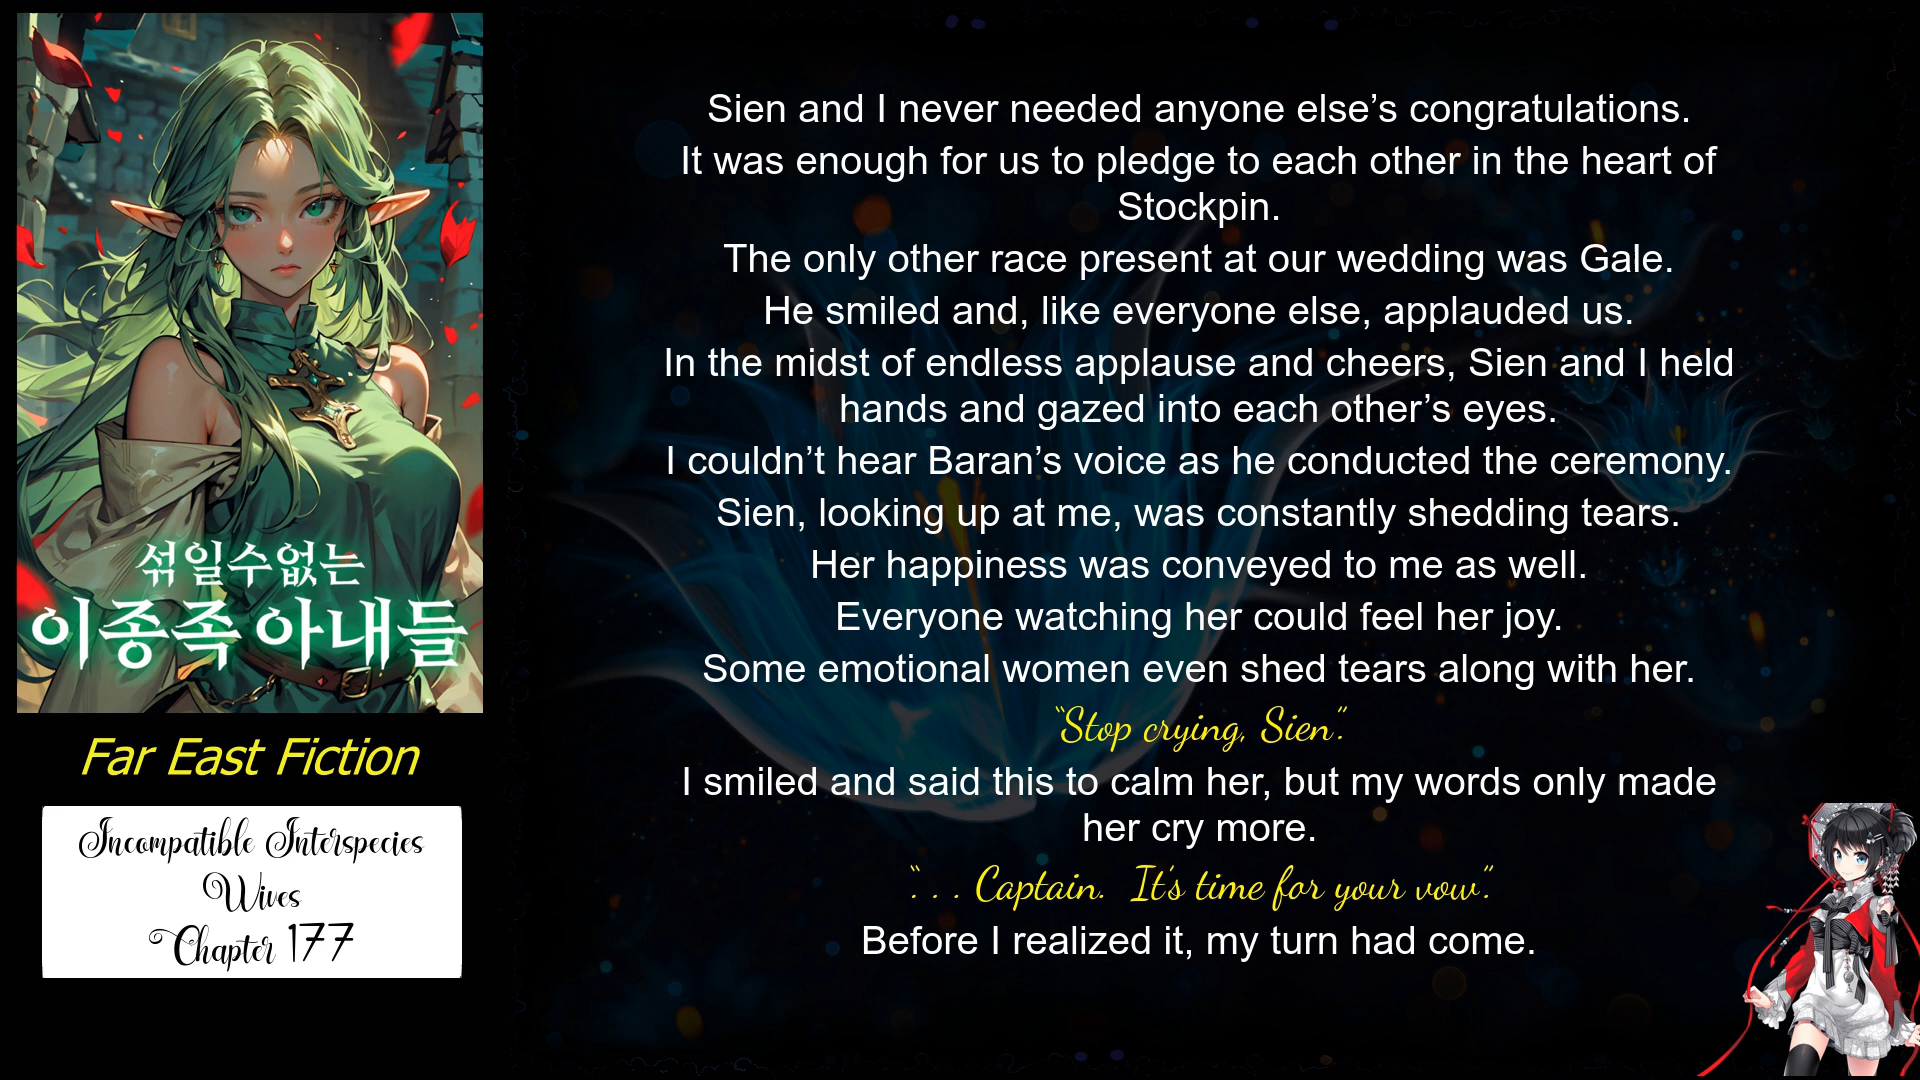 섞일수없는
이종족 아내들
Far East Fiction
Incompatible Interspecies
Wives
Chapter 177
Sien and I never needed anyone else’s congratulations.
It was enough for us to pledge to each other in the heart of
Stockpin.
The only other race present at our wedding was Gale.
He smiled and, like everyone else, applauded us.
In the midst of endless applause and cheers, Sien and I held
hands and gazed into each other’s eyes.
I couldn’t hear Baran’s voice as he conducted the ceremony.
Sien, looking up at me, was constantly shedding tears.
Her happiness was conveyed to me as well.
Everyone watching her could feel her joy.
Some emotional women even shed tears along with her.
“Stop crying, Sien”.
I smiled and said this to calm her, but my words only made
her cry more.
“. . . Captain.  It’s time for your vow”.
Before I realized it, my turn had come.